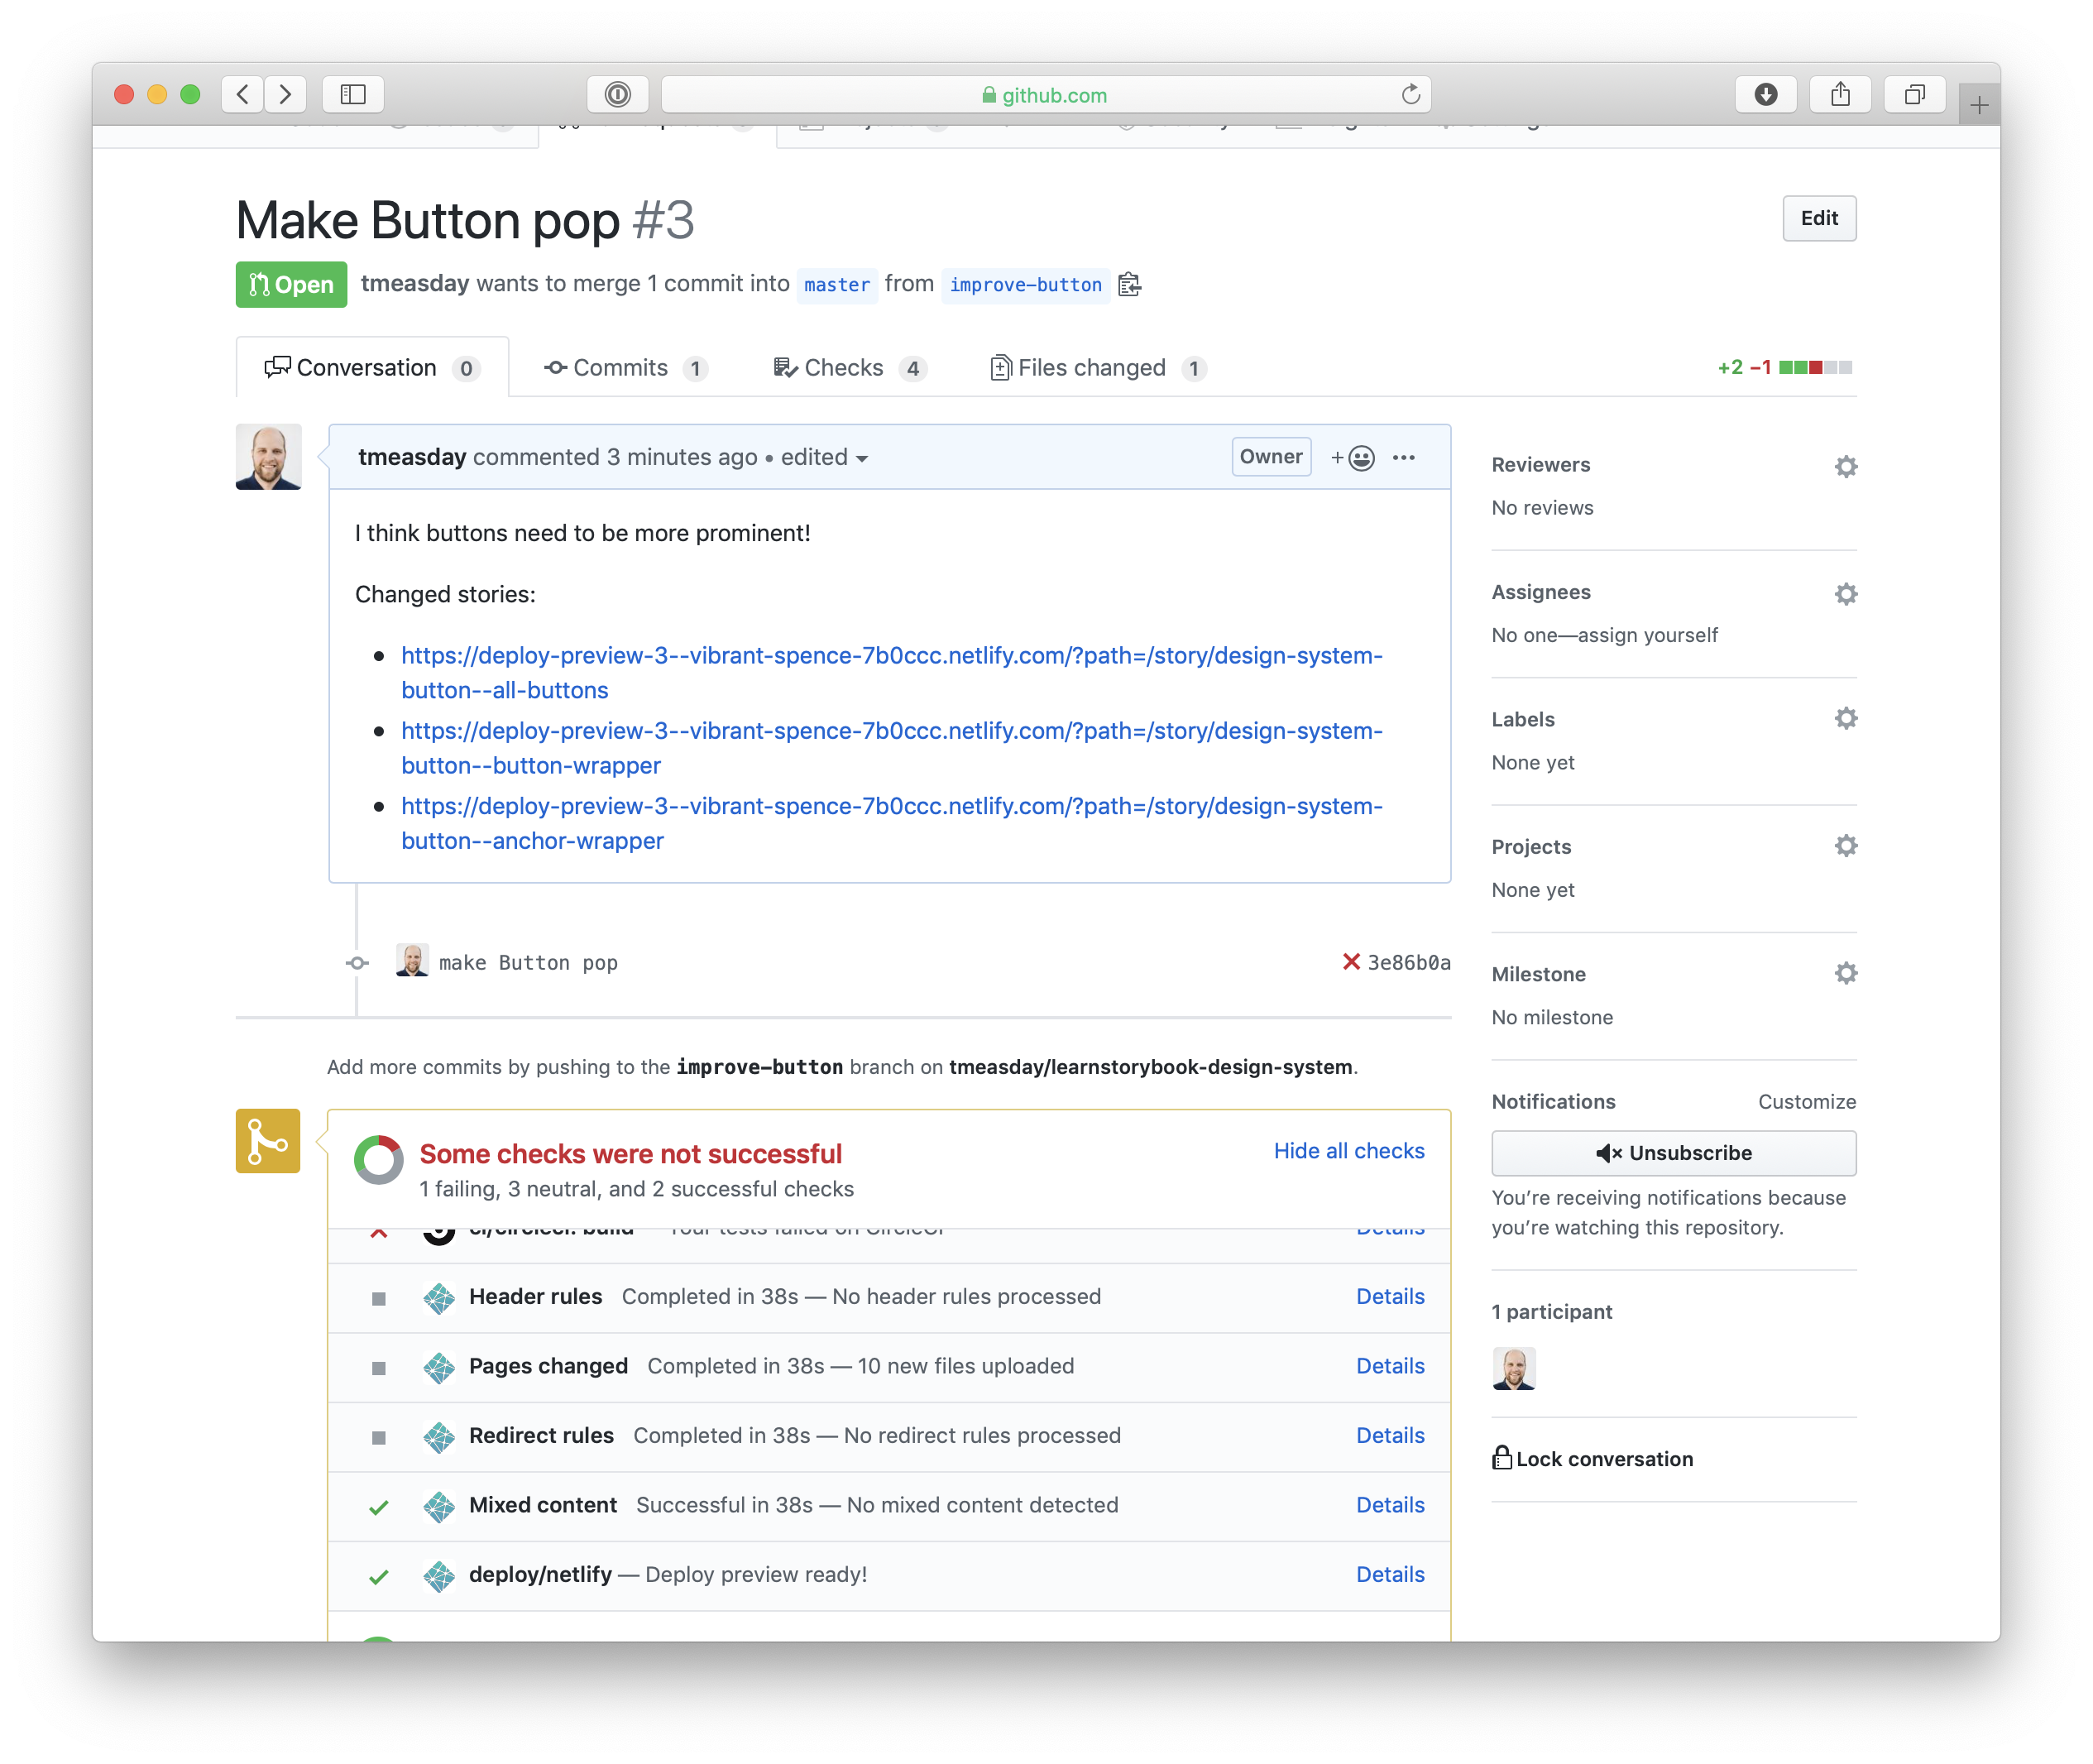 github.com
Make Button pop #3
Edit
Open
tmeasday wants to merge 1 commit into master from improve-button
Conversation 0
Commits 1
Checks 4
Files changed 1
+2 −1
tmeasday commented 3 minutes ago • edited
Owner
I think buttons need to be more prominent!
Changed stories:
https://deploy-preview-3--vibrant-spence-7b0ccc.netlify.com/?path=/story/design-system-
button--all-buttons
https://deploy-preview-3--vibrant-spence-7b0ccc.netlify.com/?path=/story/design-system-
button--button-wrapper
https://deploy-preview-3--vibrant-spence-7b0ccc.netlify.com/?path=/story/design-system-
button--anchor-wrapper
make Button pop
3e86b0a
Add more commits by pushing to the improve-button branch on tmeasday/learnstorybook-design-system.
Some checks were not successful
1 failing, 3 neutral, and 2 successful checks
Hide all checks
ci/circleci: build — Your tests failed on CircleCI
Details
Header rules Completed in 38s — No header rules processed
Details
Pages changed Completed in 38s — 10 new files uploaded
Details
Redirect rules Completed in 38s — No redirect rules processed
Details
Mixed content Successful in 38s — No mixed content detected
Details
deploy/netlify — Deploy preview ready!
Details
Reviewers
No reviews
Assignees
No one—assign yourself
Labels
None yet
Projects
None yet
Milestone
No milestone
Notifications
Customize
Unsubscribe
You're receiving notifications because
you're watching this repository.
1 participant
Lock conversation